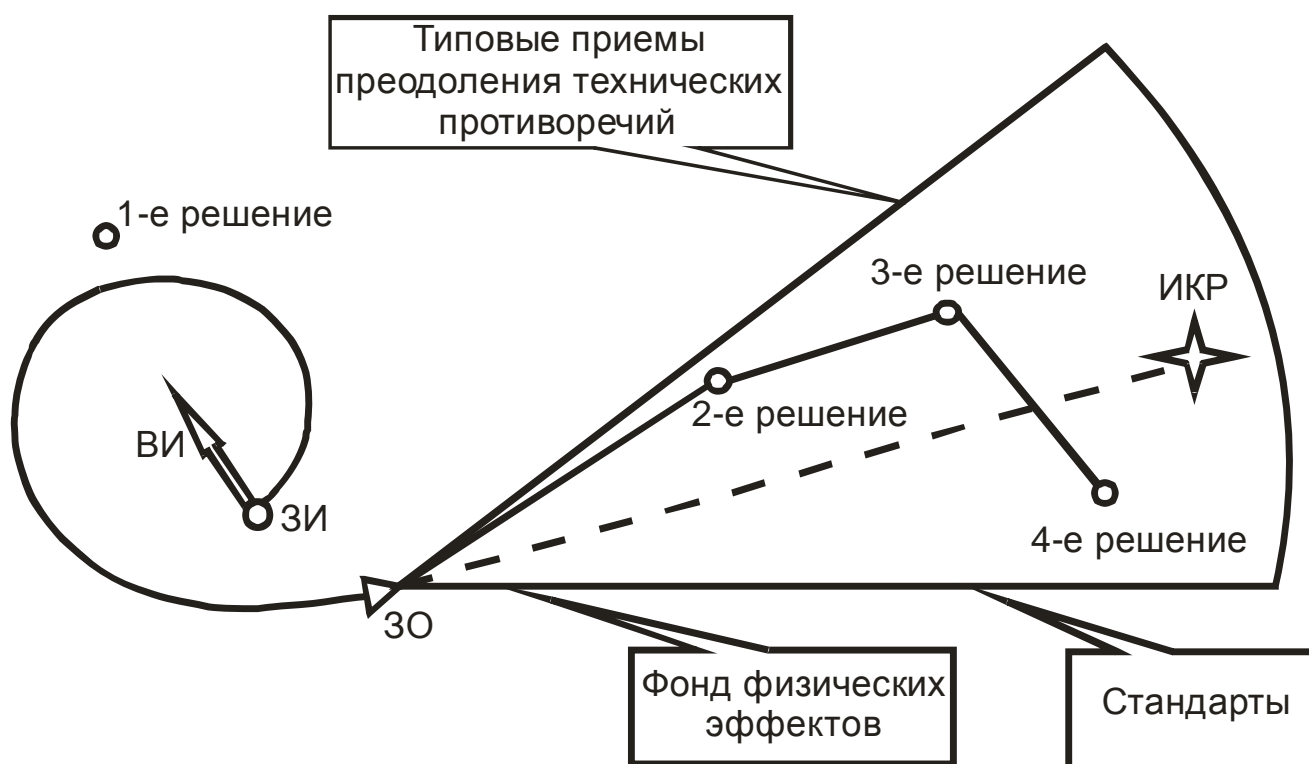 Типовые приемы
преодоления технических
противоречий
1-е решение
3-е решение
ИКР
2-е решение
ВИ
ЗИ
4-е решение
ЗО
Фонд физических
эффектов
Стандарты